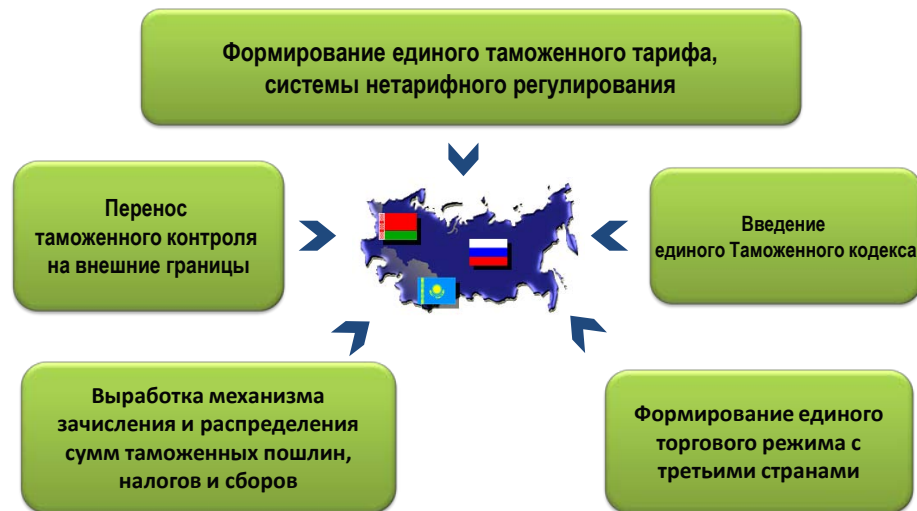 Формирование единого таможенного тарифа,
системы нетарифного регулирования
Перенос
таможенного контроля
на внешние границы
Введение
единого Таможенного кодекса
Выработка механизма
зачисления и распределения
сумм таможенных пошлин,
налогов и сборов
Формирование единого
торгового режима с
третьими странами